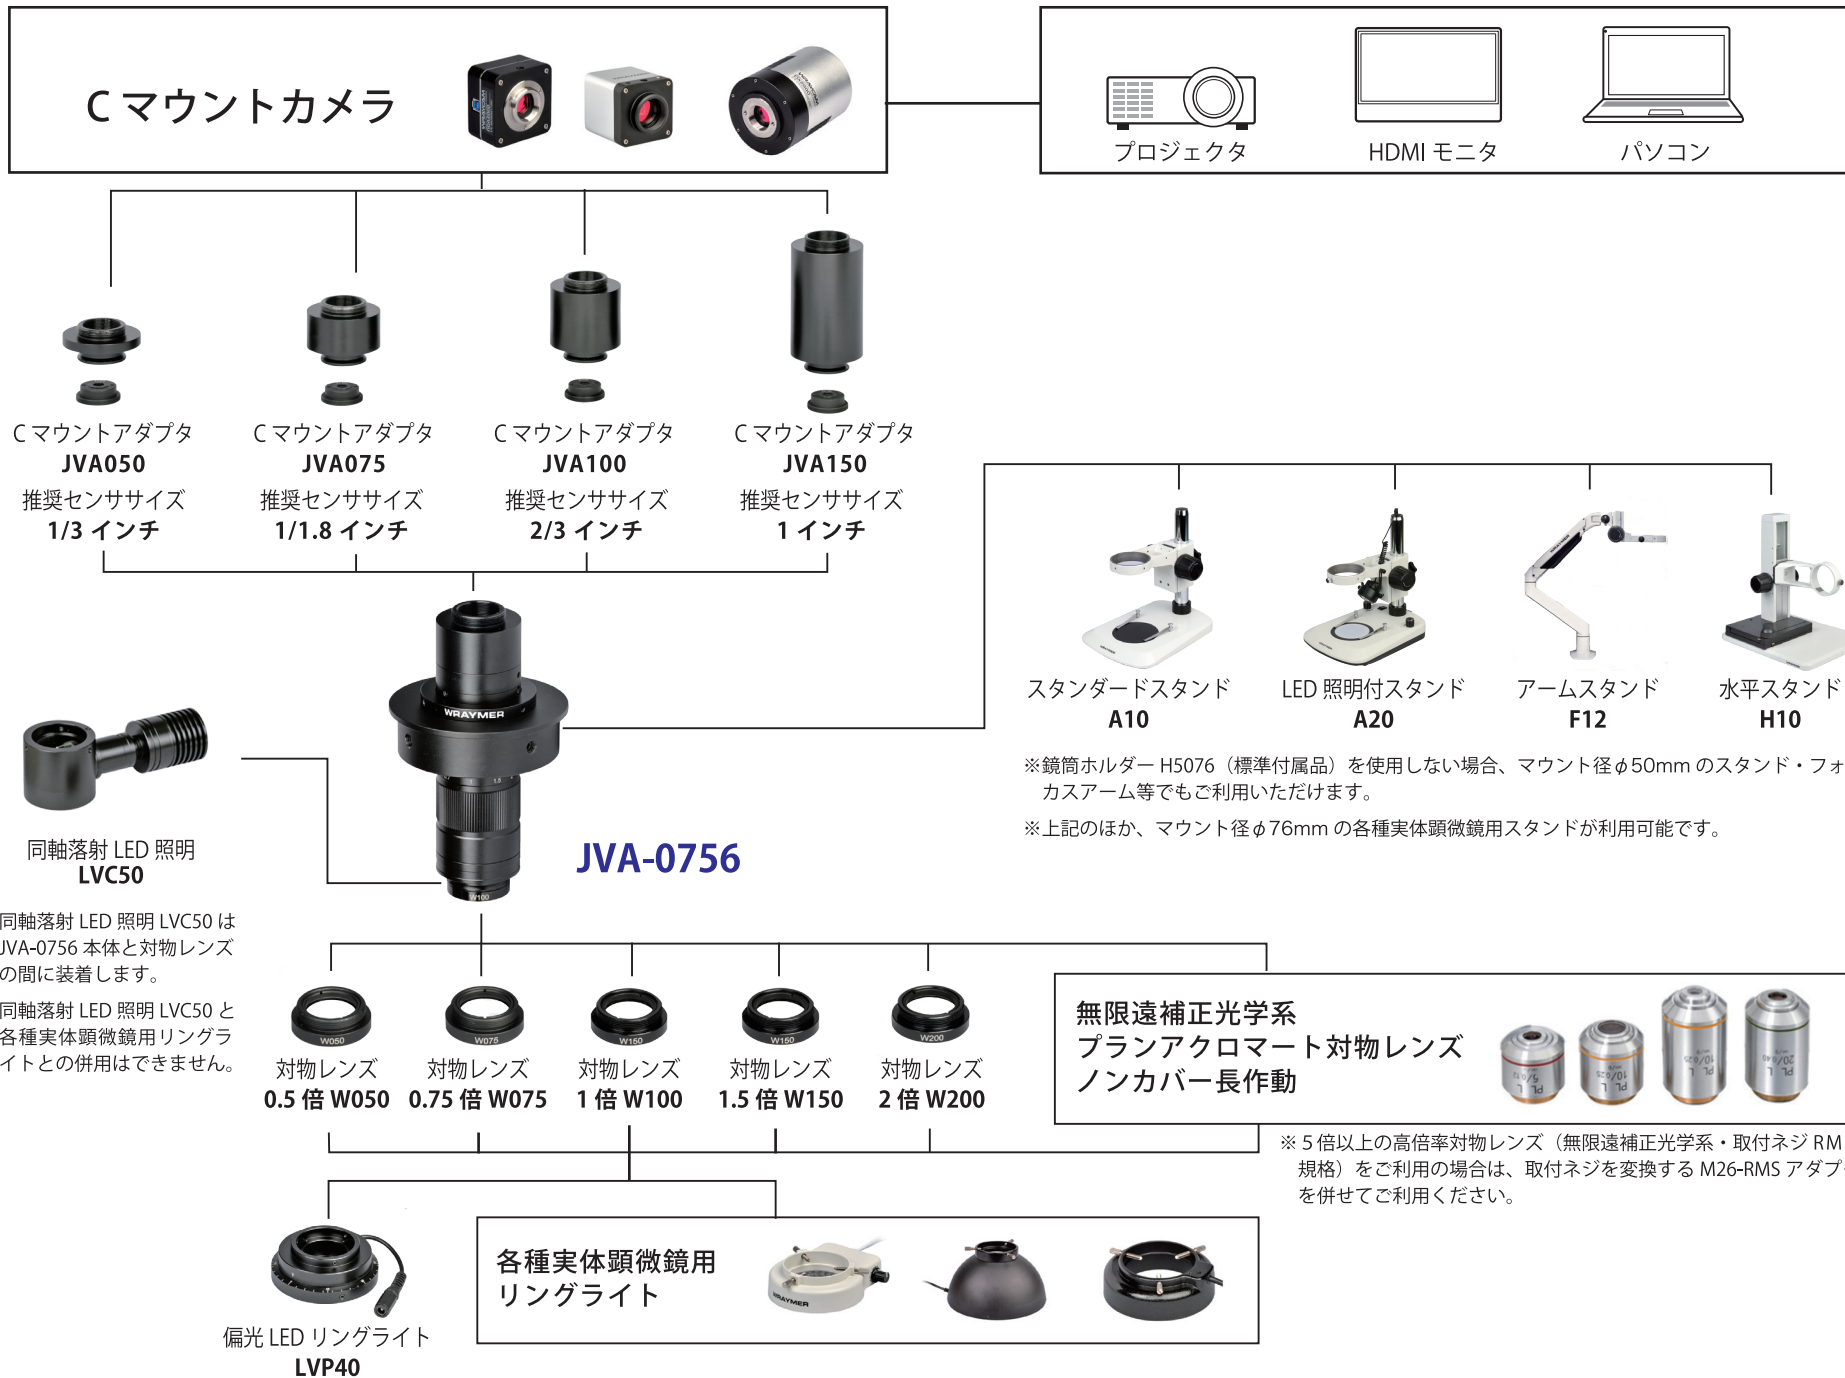 C マウントカメラ
プロジェクタ
HDMI モニタ
パソコン
C マウントアダプタ
JVA050
推奨センササイズ
1/3 インチ
C マウントアダプタ
JVA075
推奨センササイズ
1/1.8 インチ
C マウントアダプタ
JVA100
推奨センササイズ
2/3 インチ
C マウントアダプタ
JVA150
推奨センササイズ
1 インチ
スタンダードスタンド
A10
LED 照明付スタンド
A20
WRAYMER
アームスタンド
F12
水平スタンド
H10
※鏡筒ホルダー H5076（標準付属品）を使用しない場合、マウント径φ50mm のスタンド・フォー
カスアーム等でもご利用いただけます。
※上記のほか、マウント径φ76mm の各種実体顕微鏡用スタンドが利用可能です。
WRAYMER
1.5
W100
JVA-0756
同軸落射 LED 照明
LVC50
同軸落射 LED 照明 LVC50 は
JVA-0756 本体と対物レンズ
の間に装着します。
同軸落射 LED 照明 LVC50 と
各種実体顕微鏡用リングラ
イトとの併用はできません。
W050
対物レンズ
0.5 倍 W050
W075
対物レンズ
0.75 倍 W075
W150
対物レンズ
1 倍 W100
W150
対物レンズ
1.5 倍 W150
W200
対物レンズ
2 倍 W200
無限遠補正光学系
プランアクロマート対物レンズ
ノンカバー長作動
PL L
5/0.12
PL L
10/0.25
PL L
10/0.25
PL L
20/0.40
※ 5 倍以上の高倍率対物レンズ（無限遠補正光学系・取付ネジ RM
規格）をご利用の場合は、取付ネジを変換する M26-RMS アダプ
を併せてご利用ください。
偏光 LED リングライト
LVP40
各種実体顕微鏡用
リングライト
WRAYMER